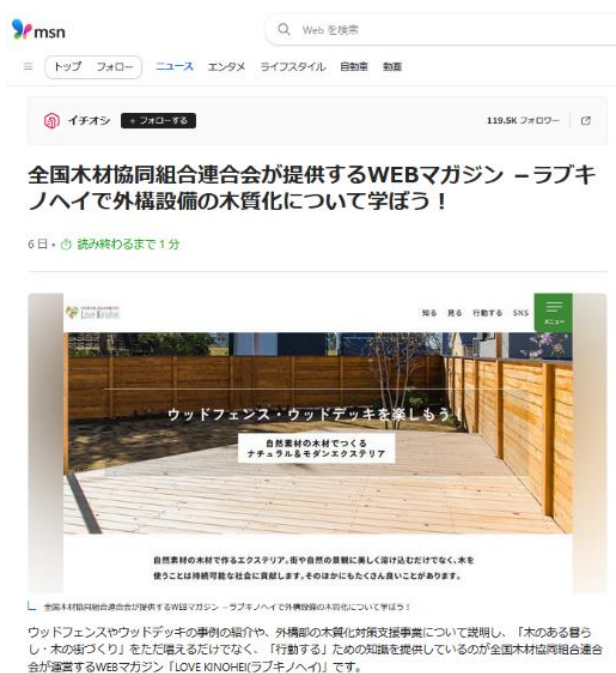 msn
Web を検索
トップ フォロー ニュース エンタメ ライフスタイル 自動車 動画
イチオシ + フォローする 119.5K フォロワー
全国木材協同組合連合会が提供するWEBマガジン －ラブキ
ノヘイで外構設備の木質化について学ぼう！
6 日・ 読み終わるまで 1 分
Love Kinohei 知る 見る 行動する SNS メニュー
ウッドフェンス・ウッドデッキを楽しもう！
自然素材の木材でつくる
ナチュラル＆モダンエクステリア
自然素材の木材で作るエクステリア。街や自然の景観に美しく溶け込むだけでなく、木を
使うことは持続可能な社会に貢献します。そのほかにもたくさん良いことがあります。
全国木材協同組合連合会が提供するWEBマガジン －ラブキノヘイで外構設備の木質化について学ぼう！
ウッドフェンスやウッドデッキの事例の紹介や、外構部の木質化対策支援事業について説明し、「木のある暮ら
し・木の街づくり」をただ唱えるだけでなく、「行動する」ための知識を提供しているのが全国木材協同組合連合
会が運営するWEBマガジン「LOVE KINOHEI(ラブキノヘイ)」です。